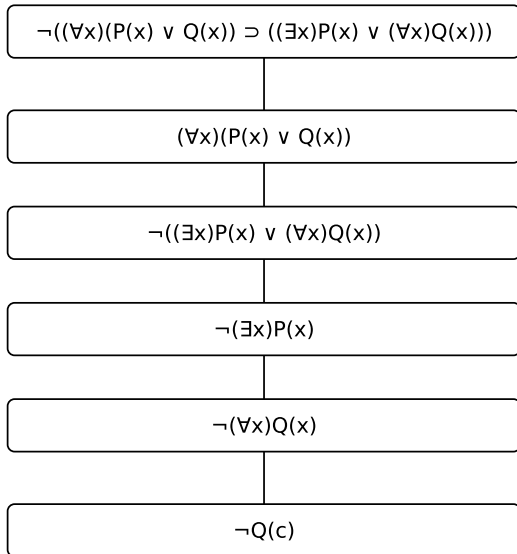 ¬((∀x)(P(x) ∨ Q(x)) ⊃ ((∃x)P(x) ∨ (∀x)Q(x)))
(∀x)(P(x) ∨ Q(x))
¬((∃x)P(x) ∨ (∀x)Q(x))
¬(∃x)P(x)
¬(∀x)Q(x)
¬Q(c)